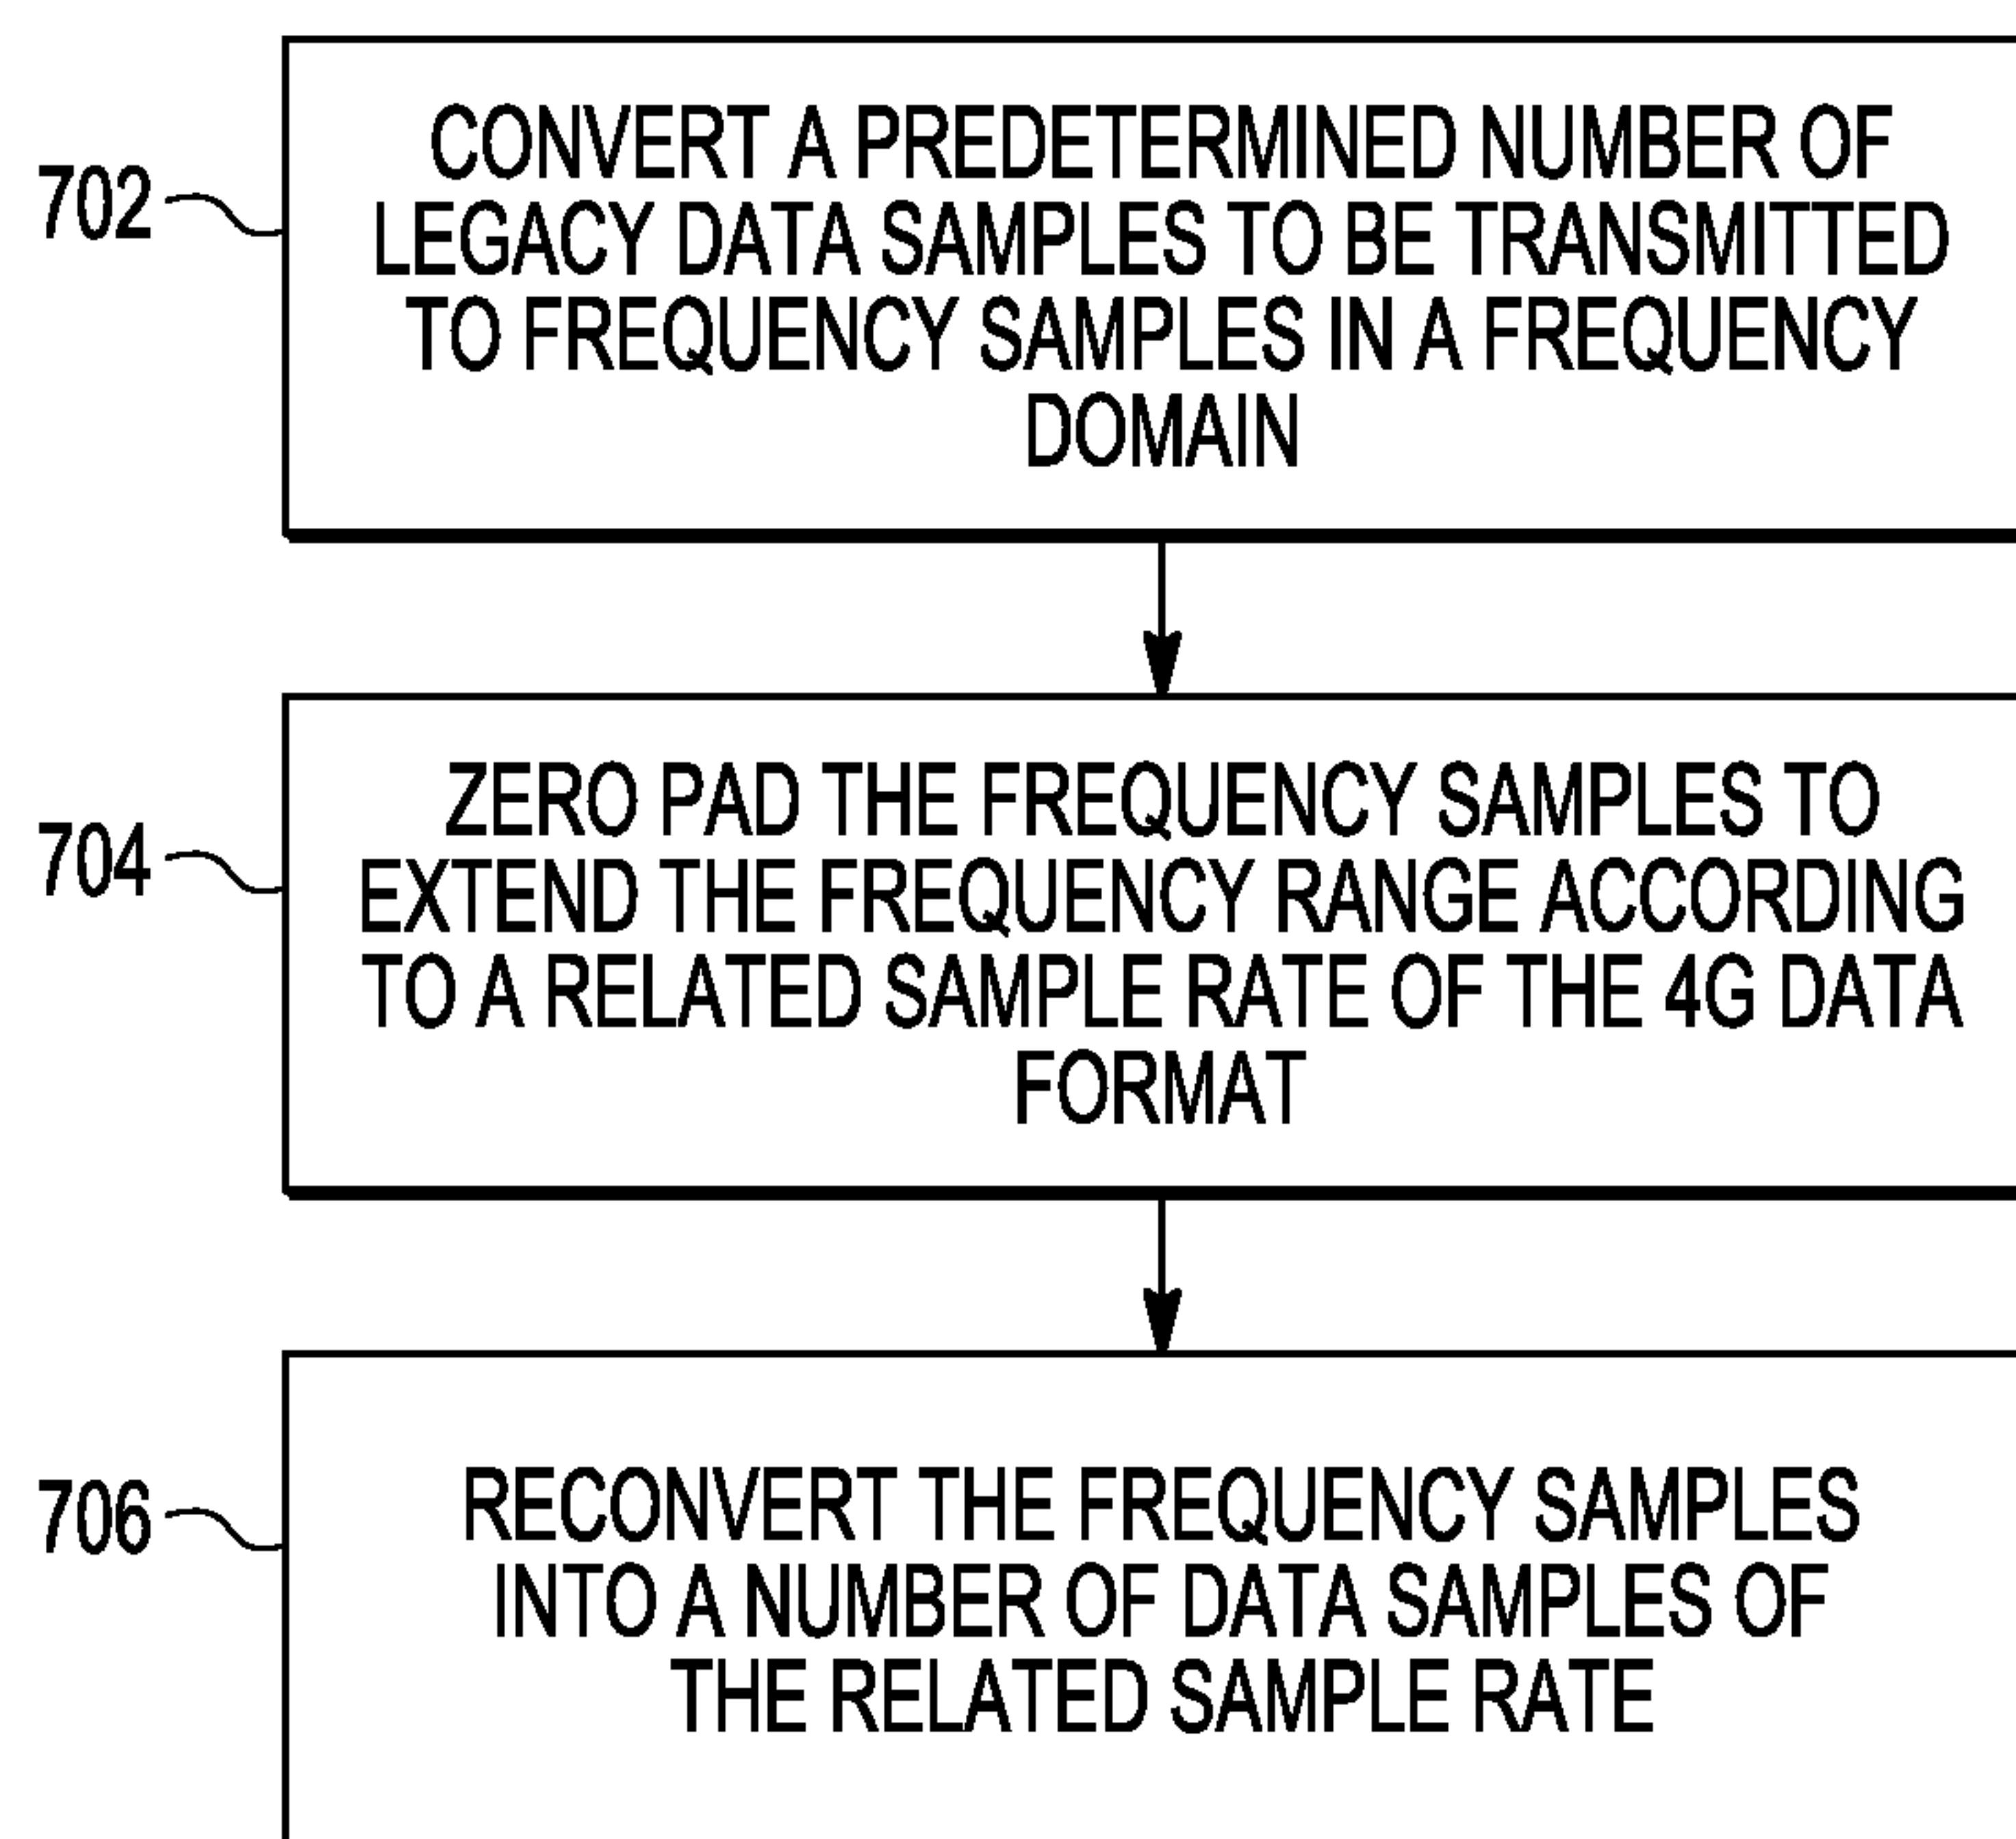 702
CONVERT A PREDETERMINED NUMBER OF
LEGACY DATA SAMPLES TO BE TRANSMITTED
TO FREQUENCY SAMPLES IN A FREQUENCY
DOMAIN
704
ZERO PAD THE FREQUENCY SAMPLES TO
EXTEND THE FREQUENCY RANGE ACCORDING
TO A RELATED SAMPLE RATE OF THE 4G DATA
FORMAT
706
RECONVERT THE FREQUENCY SAMPLES
INTO A NUMBER OF DATA SAMPLES OF
THE RELATED SAMPLE RATE